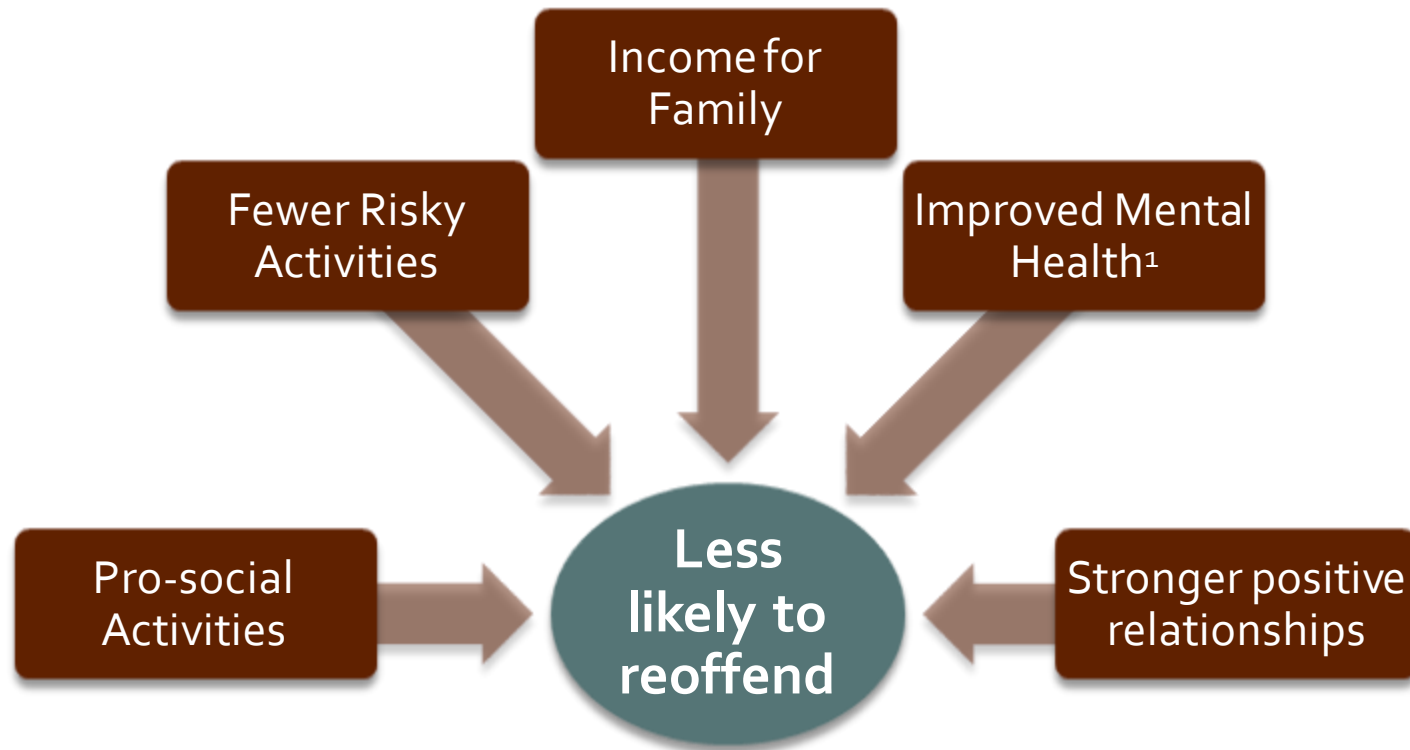 Income for
Family
Fewer Risky
Activities
Improved Mental
Health¹
Pro-social
Activities
Less
likely to
reoffend
Stronger positive
relationships